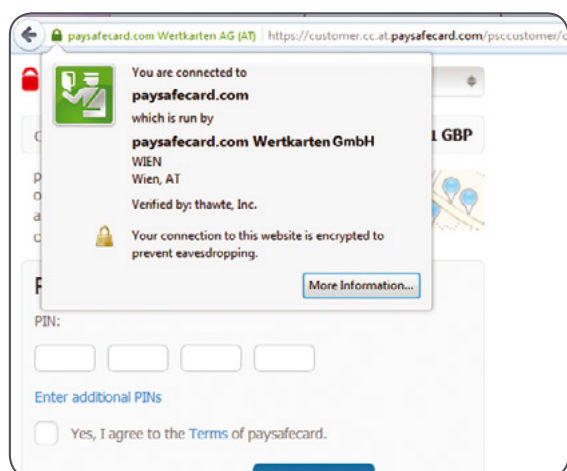 paysafecard.com Wertkarten AG (AT) https://customer.cc.at.paysafecard.com/psccustomer/
You are connected to
paysafecard.com
which is run by
paysafecard.com Wertkarten GmbH
1 GBP
WIEN
Wien, AT
Verified by: thawte, Inc.
Your connection to this website is encrypted to
prevent eavesdropping.
More Information...
PIN:
Enter additional PINs
Yes, I agree to the Terms of paysafecard.